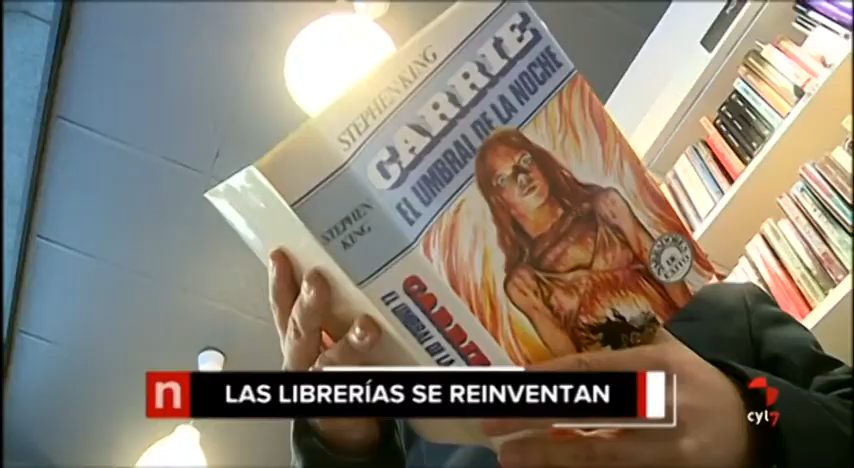 STEPHEN KING
CARRIE
EL UMBRAL DE LA NOCHE
STEPHEN
KING
CARRIE
EL UMBRAL DE LA
n LAS LIBRERÍAS SE REINVENTAN
cyl7